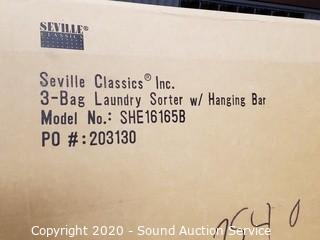 SEVILLE
CLASSICS
Seville Classics® Inc.
3-Bag Laundry Sorter w/ Hanging Bar
Model No.: SHE16165B
PO #:203130
Copyright 2020 - Sound Auction Service